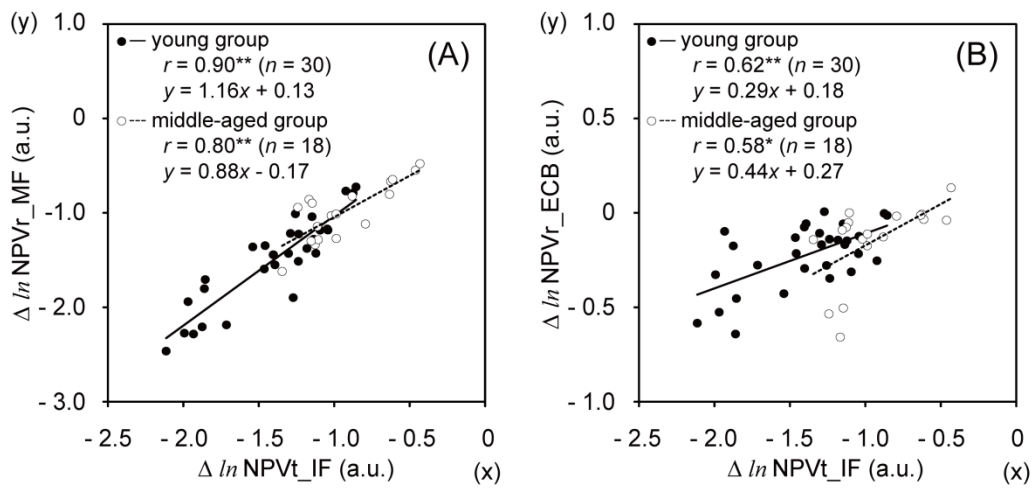 (y)
1.0
0
- 1.0
- 2.0
- 3.0
Δ ln NPVr_MF (a.u.)
● — young group
r = 0.90** (n = 30)
y = 1.16x + 0.13
○ ---- middle-aged group
r = 0.80** (n = 18)
y = 0.88x - 0.17
(A)
- 2.5 - 2.0 - 1.5 - 1.0 - 0.5 0
Δ ln NPVt_IF (a.u.)
(x)
(y)
1.0
0.5
0
- 0.5
- 1.0
Δ ln NPVr_ECB (a.u.)
● — young group
r = 0.62** (n = 30)
y = 0.29x + 0.18
○ ---- middle-aged group
r = 0.58* (n = 18)
y = 0.44x + 0.27
(B)
- 2.5 - 2.0 - 1.5 - 1.0 - 0.5 0
Δ ln NPVt_IF (a.u.)
(x)